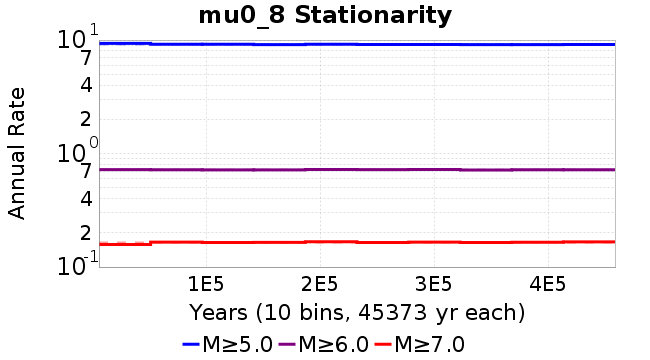 mu0_8 Stationarity
10^1
7
4
2
10^0
7
4
2
10^-1
Annual Rate
1E5 2E5 3E5 4E5
Years (10 bins, 45373 yr each)
M≥5.0 M≥6.0 M≥7.0